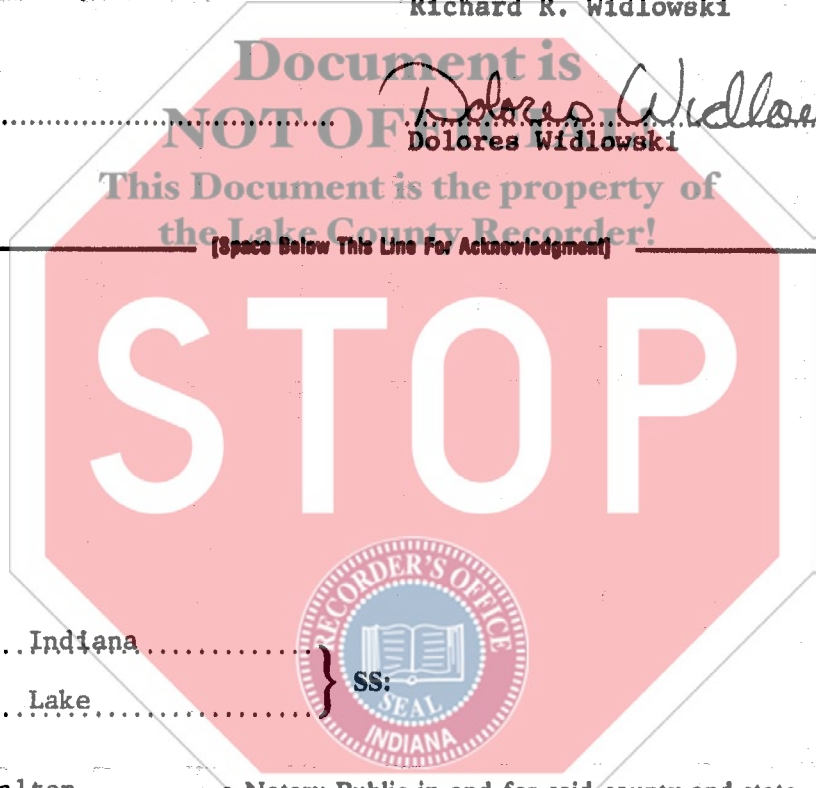 Richard R. Widlowski
Document is
NOT OFFICIAL!
Dolores Widlows
Dolores Widlowski
This Document is the property of
the Lake County Recorder!
[Space Below This Line For Acknowledgment]
STOP
RECORDER'S OFFICE
Indiana
SS:
Lake
SEAL
INDIANA
a Notary Public in and for said county and state